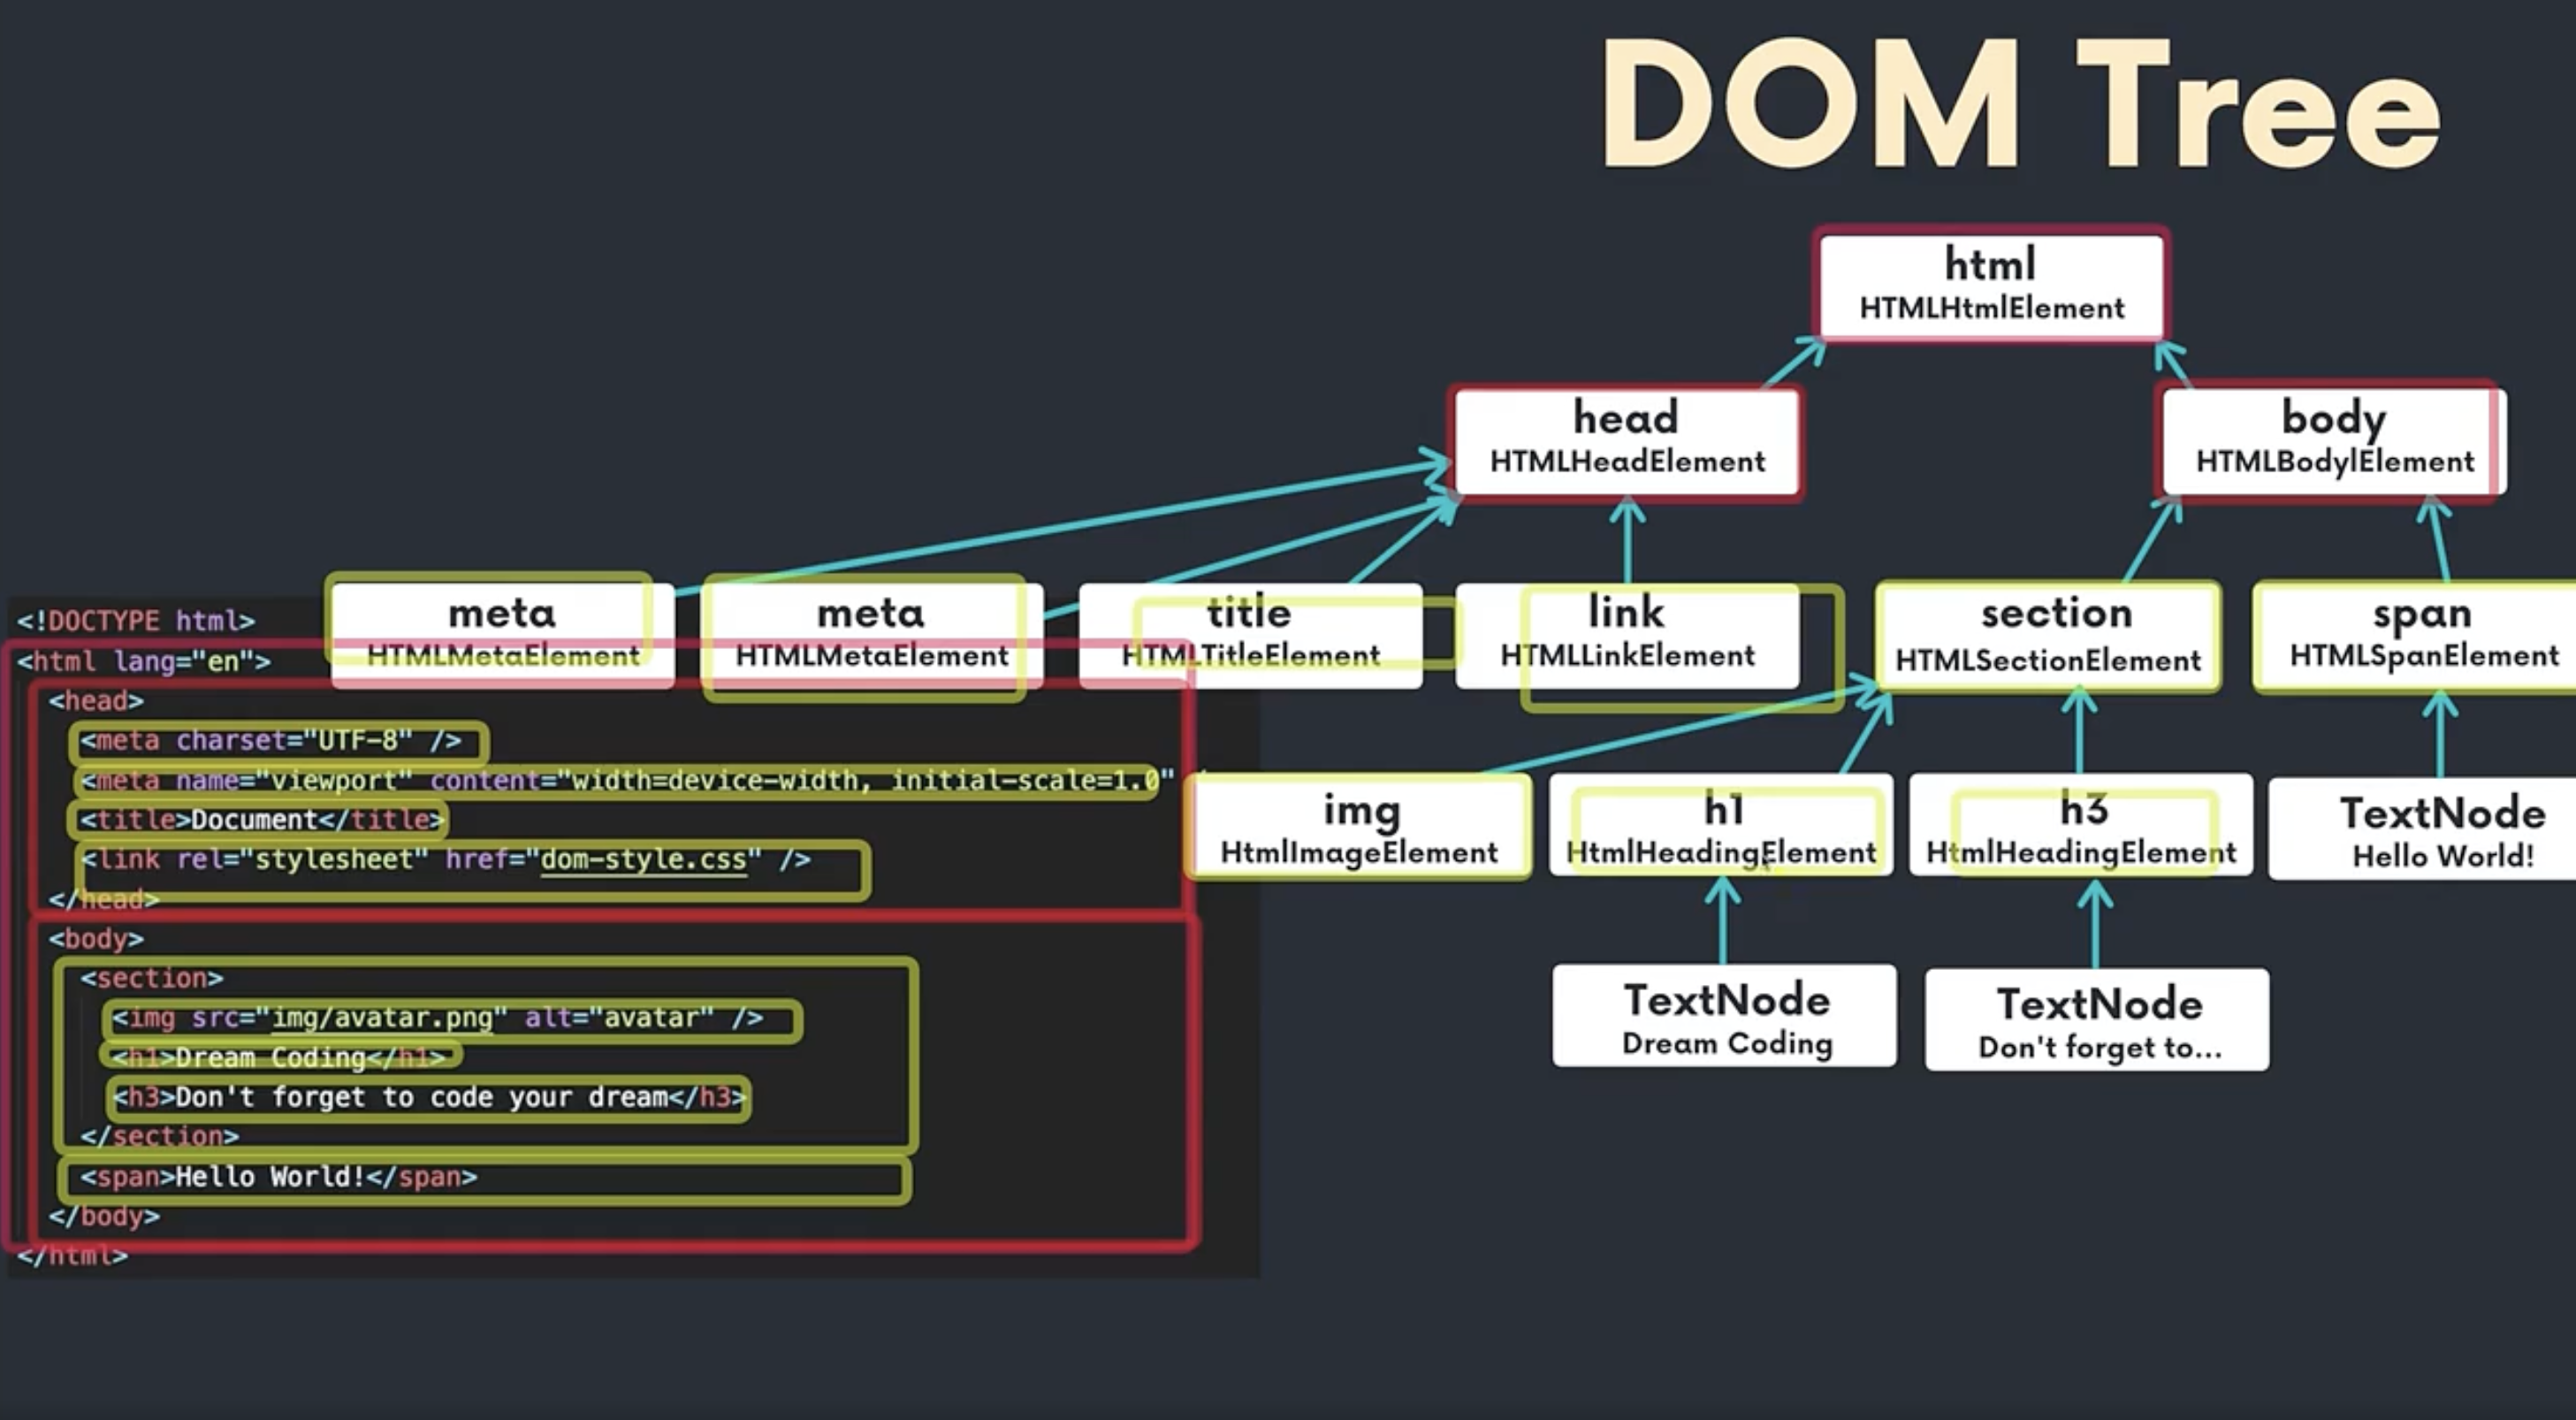 DOM Tree
html
HTMLHtmlElement
head
HTMLHeadElement
body
HTMLBodylElement
meta
HTMLMetaElement
meta
HTMLMetaElement
title
HTMLTitleElement
link
HTMLLinkElement
section
HTMLSectionElement
span
HTMLSpanElement
img
HtmlImageElement
h1
HtmlHeadingElement
h3
HtmlHeadingElement
TextNode
Hello World!
TextNode
Dream Coding
TextNode
Don't forget to...
<!DOCTYPE html>
<html lang="en">
<head>
<meta charset="UTF-8" />
<meta name="viewport" content="width=device-width, initial-scale=1.0"
<title>Document</title>
<link rel="stylesheet" href="dom-style.css" />
</head>
<body>
<section>
<img src="img/avatar.png" alt="avatar" />
<h1>Dream Coding</h1>
<h3>Don't forget to code your dream</h3>
</section>
<span>Hello World!</span>
</body>
</html>